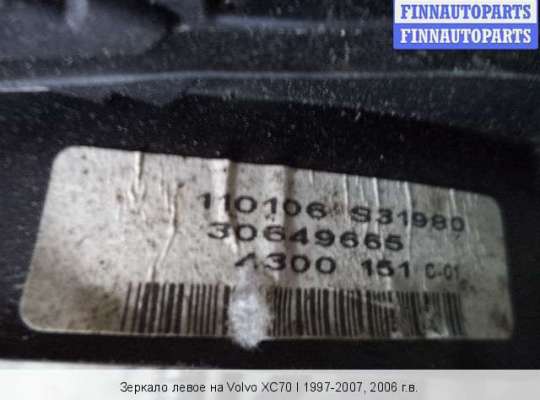 FINNAUTOPARTS
FINNAUTOPARTS
110106 S31980
30649665
4300 151 C-01
Зеркало левое на Volvo XC70 I 1997-2007, 2006 г.в.